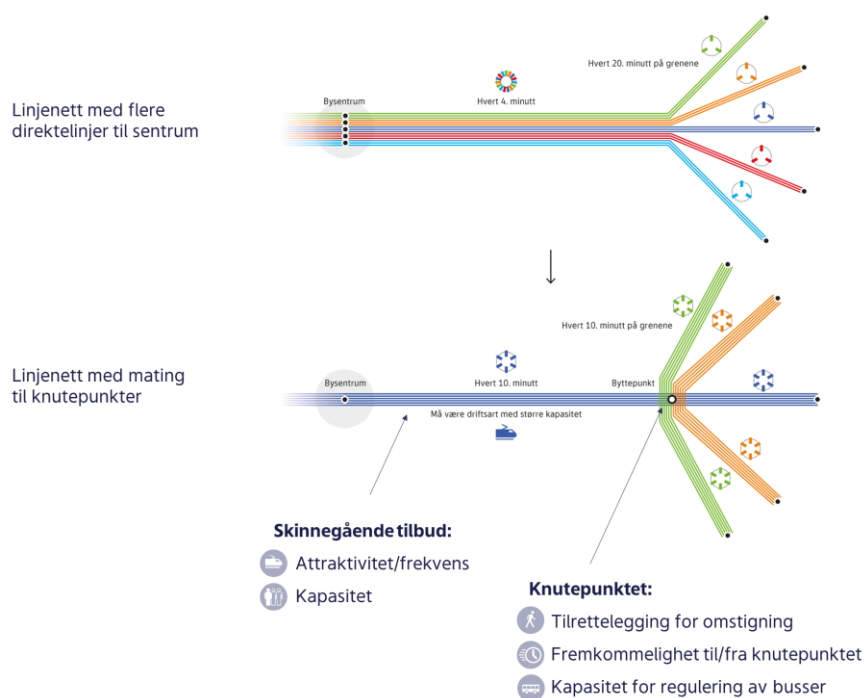 Hvert 20. minutt på grenene
Bysentrum
Hvert 4. minutt
Linjenett med flere
direktelinjer til sentrum
Hvert 10. minutt på grenene
Linjenett med mating
til knutepunkter
Bysentrum
Hvert 10. minutt
Byttepunkt
Må være driftsart med større kapasitet
Skinnegående tilbud:
Attraktivitet/frekvens
Kapasitet
Knutepunktet:
Tilrettelegging for omstigning
Fremkommelighet til/fra knutepunktet
Kapasitet for regulering av busser